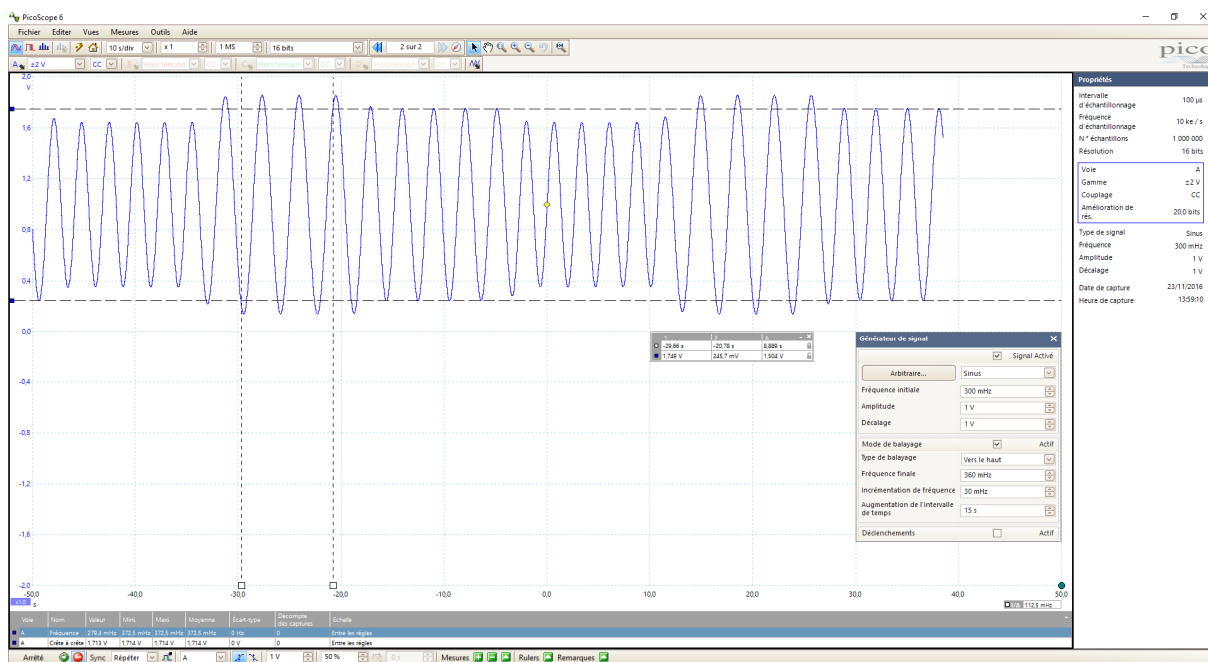 PicoScope 6
Fichier Editer Vues Mesures Outils Aide
10 s/div x 1 1 MS 16 bits 2 sur 2
pico
Technology
A ±2 V CC B Hors tension CC C Hors tension CC D Hors tension CC
2,0
V
1,6
1,2
0,8
0,4
0,0
-0,4
-0,8
-1,2
-1,6
-2,0
-50,0 -40,0 -30,0 -20,0 -10,0 0,0 10,0 20,0 30,0 40,0 50,0
x1,0 s
1 2 Δ
-29,66 s -20,78 s 8,889 s
1,749 V 245,7 mV 1,504 V
1/Δ 112,5 mHz
Propriétés
Intervalle d'échantillonnage 100 µs
Fréquence d'échantillonnage 10 ke / s
N ° échantillons 1 000 000
Résolution 16 bits
Voie A
Gamme ±2 V
Couplage CC
Amélioration de rés. 20,0 bits
Type de signal Sinus
Fréquence 300 mHz
Amplitude 1 V
Décalage 1 V
Date de capture 23/11/2016
Heure de capture 13:59:10
Générateur de signal
Signal Activé
Arbitraire... Sinus
Fréquence initiale 300 mHz
Amplitude 1 V
Décalage 1 V
Mode de balayage Actif
Type de balayage Vers le haut
Fréquence finale 360 mHz
Incrémentation de fréquence 30 mHz
Augmentation de l'intervalle de temps 15 s
Déclenchements Actif
Voie Nom Valeur Mini. Maxi Moyenne Écart-type Décompte des captures Échelle
A Fréquence 279,4 mHz 372,5 mHz 372,5 mHz 372,5 mHz 0 Hz 0 Entre les règles
A Crête à crête 1,713 V 1,714 V 1,714 V 1,714 V 0 V 0 Entre les règles
Arrêté Sync Répéter A 1 V 50 % 0 s Mesures Rulers Remarques